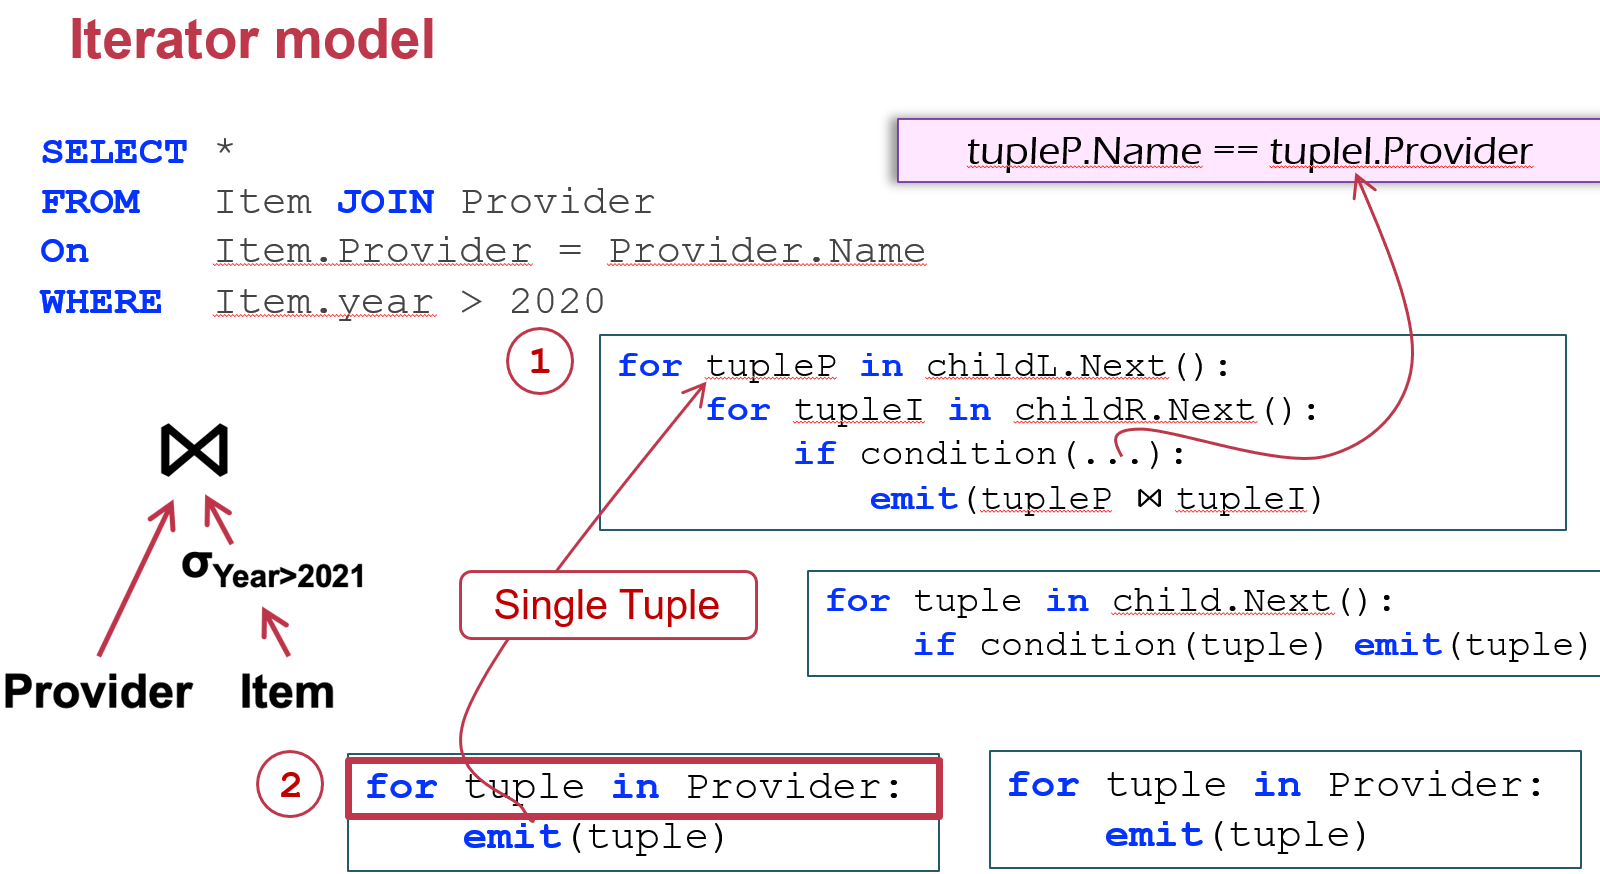 Iterator model
SELECT *
FROM Item JOIN Provider
On Item.Provider = Provider.Name
WHERE Item.year > 2020
tupleP.Name == tupleI.Provider
1
for tupleP in childL.Next():
for tupleI in childR.Next():
if condition(...):
emit(tupleP ⋈ tupleI)
⋈
σYear>2021
Provider Item
Single Tuple
for tuple in child.Next():
if condition(tuple) emit(tuple)
2
for tuple in Provider:
emit(tuple)
for tuple in Provider:
emit(tuple)